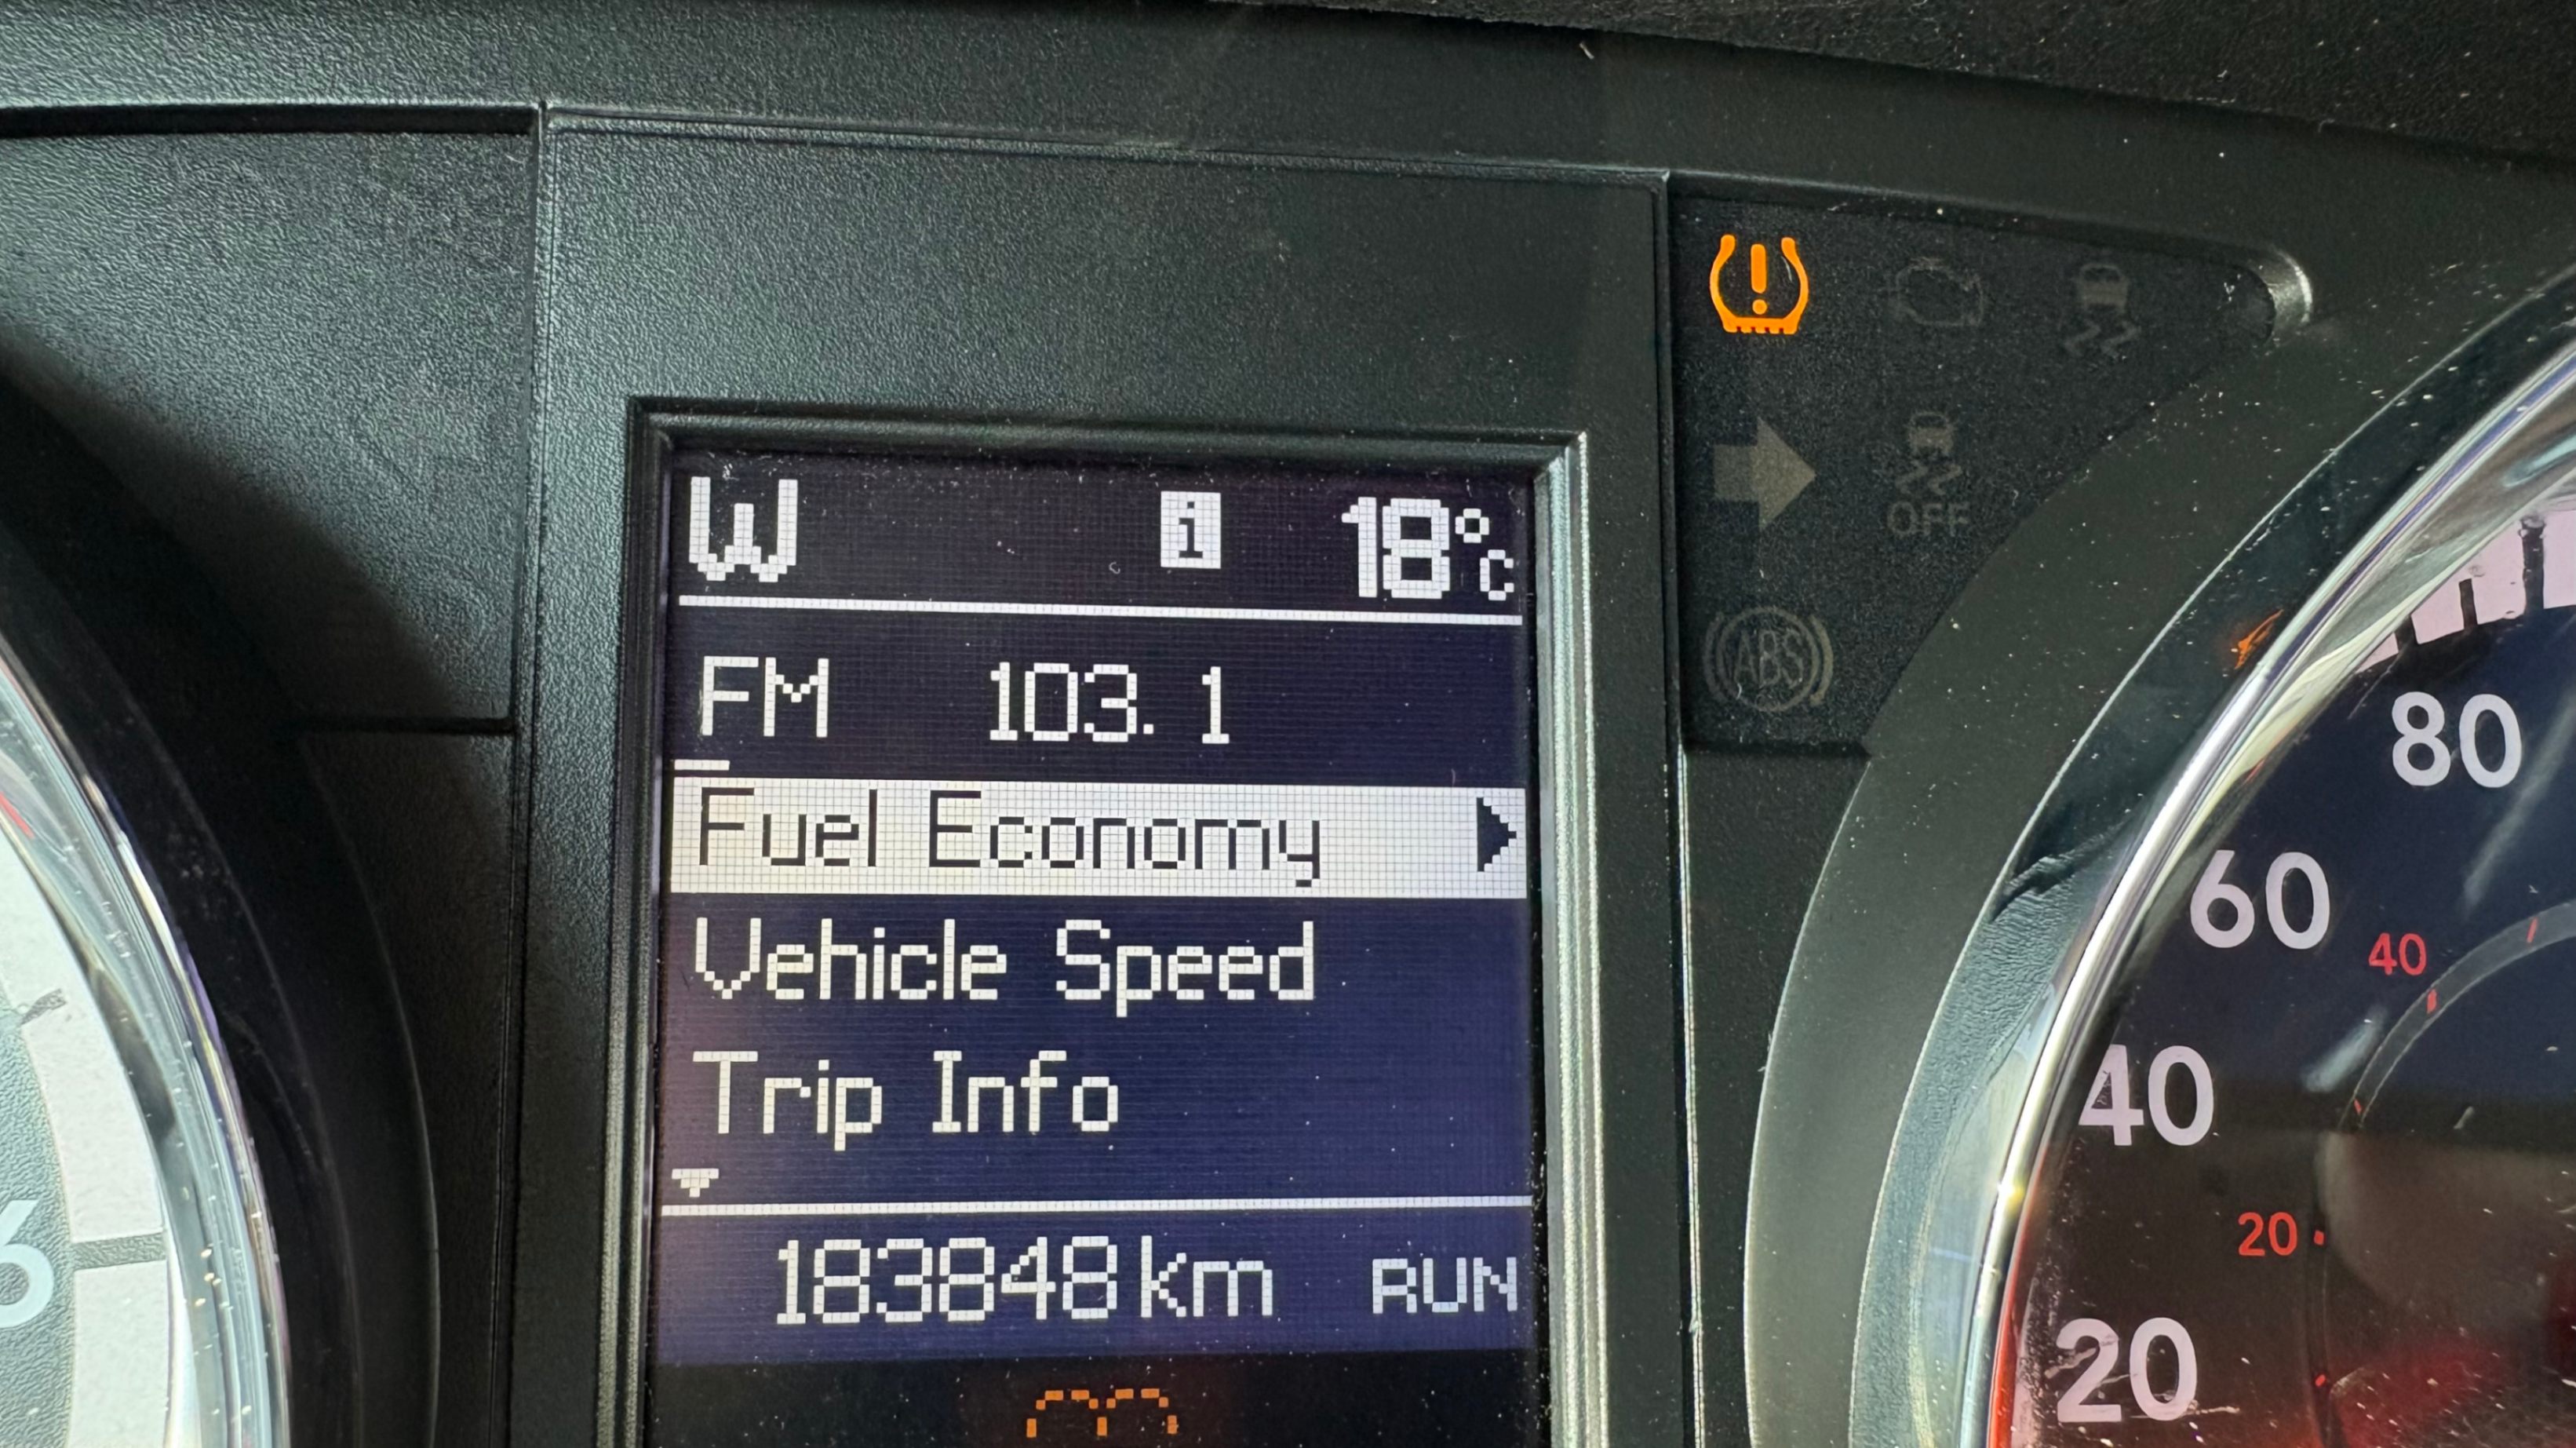 W i 18°C
FM 103.1
Fuel Economy
Vehicle Speed
Trip Info
183848 km RUN
OFF
ABS
80
60
40
40
20
20
6